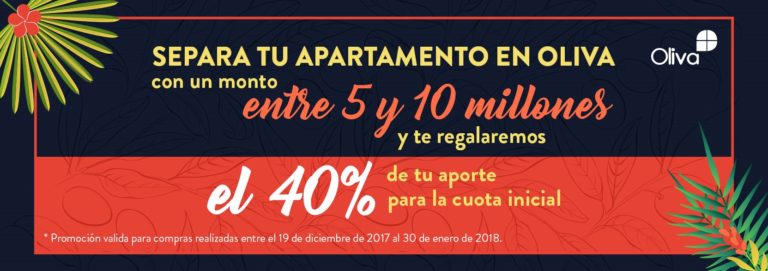 SEPARA TU APARTAMENTO EN OLIVA
Oliva
con un monto
entre 5 y 10 millones
y te regalaremos
el 40%
de tu aporte
para la cuota inicial
* Promoción valida para compras realizadas entre el 19 de diciembre de 2017 al 30 de enero de 2018.